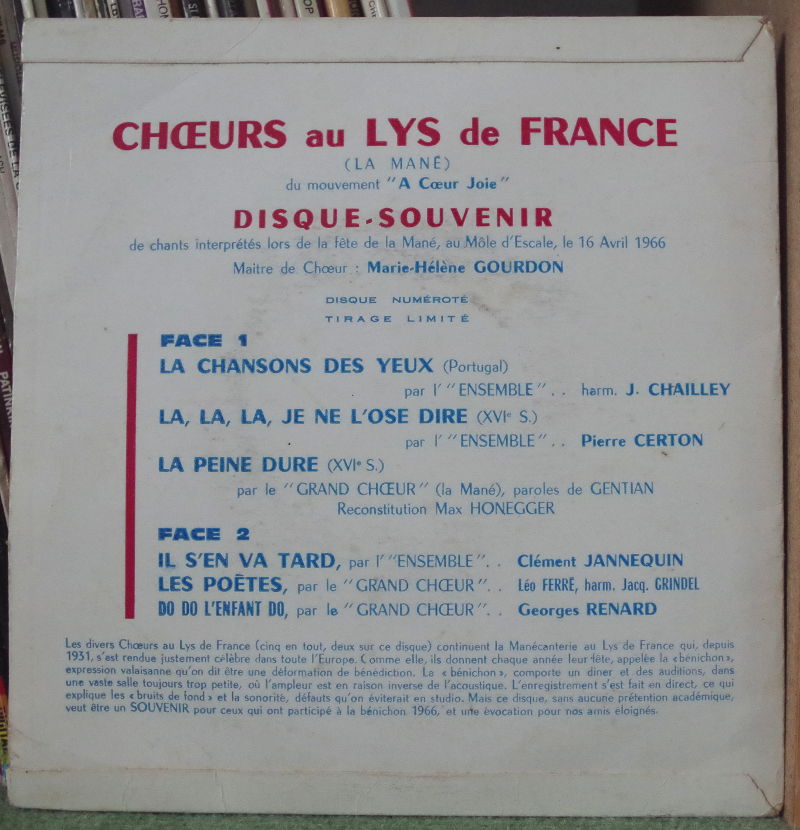 CHŒURS au LYS de FRANCE
(LA MANÉ)
du mouvement "A Cœur Joie"
DISQUE-SOUVENIR
de chants interprétés lors de la fête de la Mané, au Môle d'Escale, le 16 Avril 1966
Maitre de Chœur : Marie-Hélène GOURDON
DISQUE NUMÉROTÉ
TIRAGE LIMITÉ
FACE 1
LA CHANSONS DES YEUX (Portugal)
par l' "ENSEMBLE" . . harm. J. CHAILLEY
LA, LA, LA, JE NE L'OSE DIRE (XVIe S.)
par l' "ENSEMBLE" . . Pierre CERTON
LA PEINE DURE (XVIe S.)
par le "GRAND CHŒUR" (la Mané), paroles de GENTIAN
Reconstitution Max HONEGGER
FACE 2
IL S'EN VA TARD, par l' "ENSEMBLE" . . Clément JANNEQUIN
LES POÊTES, par le "GRAND CHŒUR" . . Léo FERRÉ, harm. Jacq. GRINDEL
DO DO L'ENFANT DO, par le "GRAND CHŒUR" . . Georges RENARD
Les divers Chœurs au Lys de France (cinq en tout, deux sur ce disque) continuent la Manécanterie au Lys de France qui, depuis
1931, s'est rendue justement célèbre dans toute l'Europe. Comme elle, ils donnent chaque année leur fête, appelée la «bénichon»,
expression valaisanne qu'on dit être une déformation de bénédiction. La «bénichon», comporte un diner et des auditions, dans
une vaste salle toujours trop petite, où l'ampleur est en raison inverse de l'acoustique. L'enregistrement s'est fait en direct, ce qui
explique les «bruits de fond» et la sonorité, défauts qu'on éviterait en studio. Mais ce disque, sans aucune prétention académique,
veut être un SOUVENIR pour ceux qui ont participé à la bénichon 1966, et une évocation pour nos amis éloignés.